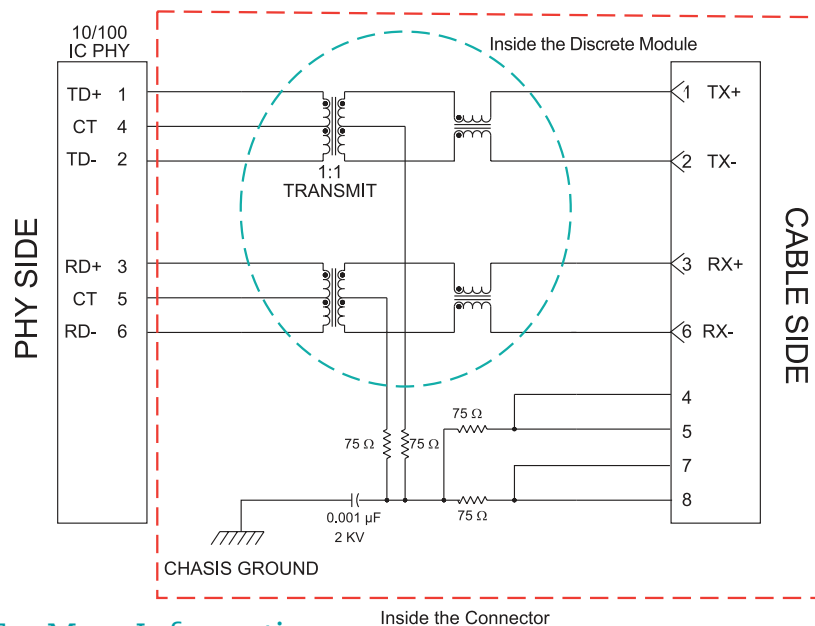 10/100
IC PHY
Inside the Discrete Module
TD+ 1
CT 4
TD- 2
1:1
TRANSMIT
1 TX+
2 TX-
PHY SIDE
RD+ 3
CT 5
RD- 6
3 RX+
6 RX-
CABLE SIDE
4
75 Ω
5
75 Ω
75 Ω
7
8
75 Ω
0.001 µF
2 KV
CHASIS GROUND
Inside the Connector